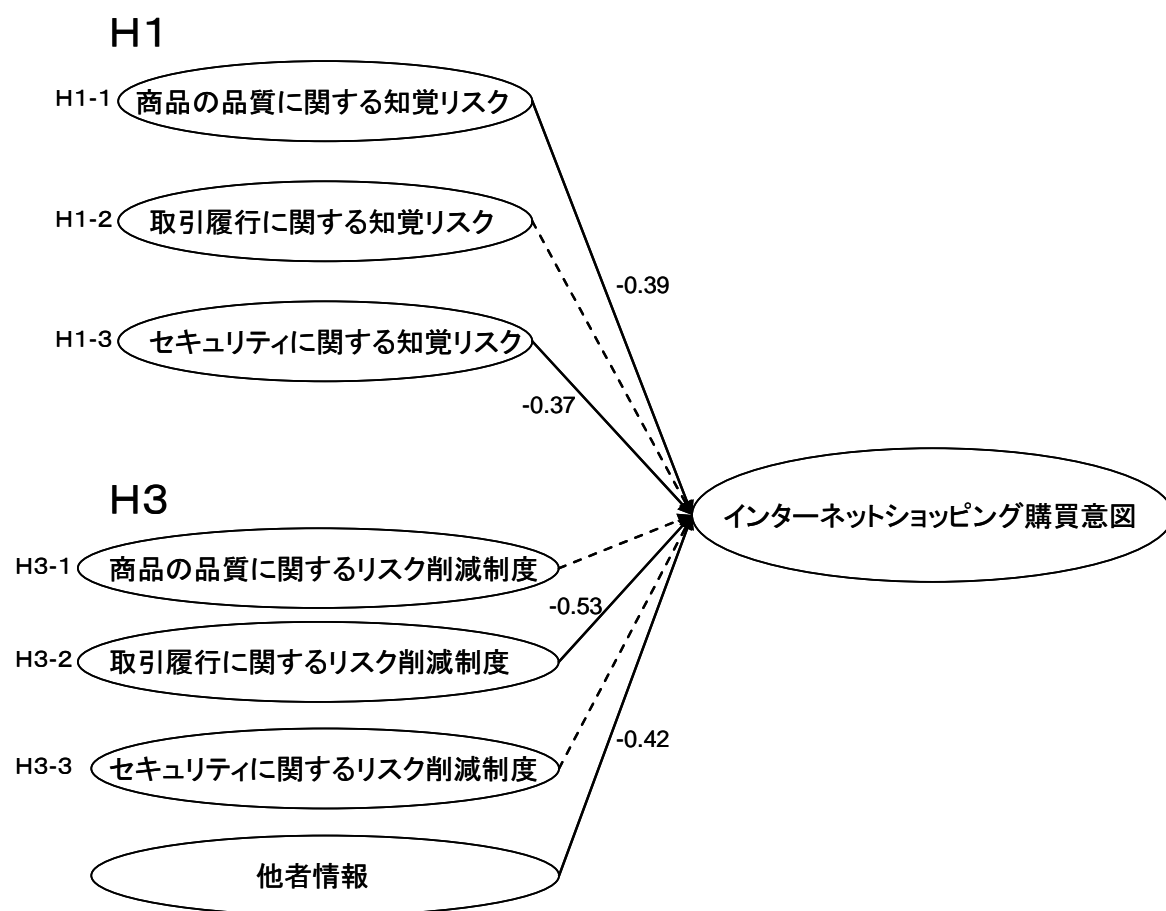 H1
H1-1 商品の品質に関する知覚リスク
H1-2 取引履行に関する知覚リスク
-0.39
H1-3 セキュリティに関する知覚リスク
-0.37
H3
インターネットショッピング購買意図
H3-1 商品の品質に関するリスク削減制度
-0.53
H3-2 取引履行に関するリスク削減制度
-0.42
H3-3 セキュリティに関するリスク削減制度
他者情報